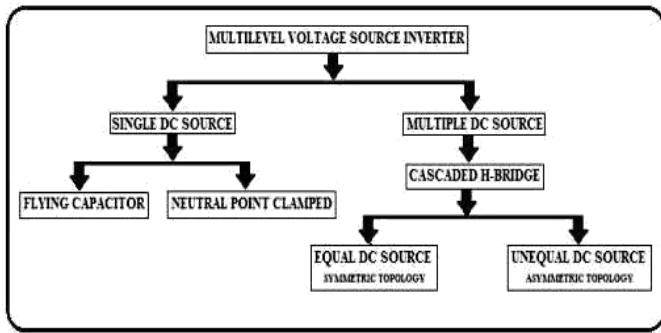 MULTILEVEL VOLTAGE SOURCE INVERTER
SINGLE DC SOURCE
MULTIPLE DC SOURCE
FLYING CAPACITOR
NEUTRAL POINT CLAMPED
CASCADED H-BRIDGE
EQUAL DC SOURCE
SYMMETRIC TOPOLOGY
UNEQUAL DC SOURCE
ASYMMETRIC TOPOLOGY